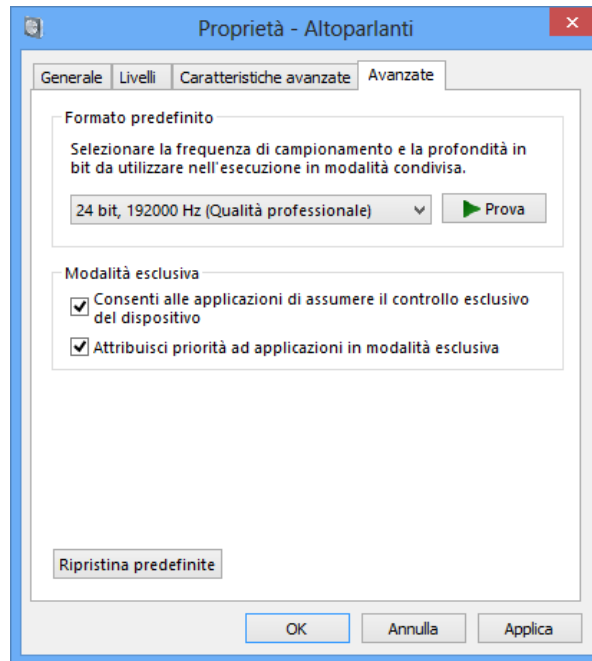 Proprietà - Altoparlanti
Generale
Livelli
Caratteristiche avanzate
Avanzate
Formato predefinito
Selezionare la frequenza di campionamento e la profondità in
bit da utilizzare nell'esecuzione in modalità condivisa.
24 bit, 192000 Hz (Qualità professionale)
Prova
Modalità esclusiva
Consenti alle applicazioni di assumere il controllo esclusivo
del dispositivo
Attribuisci priorità ad applicazioni in modalità esclusiva
Ripristina predefinite
OK
Annulla
Applica